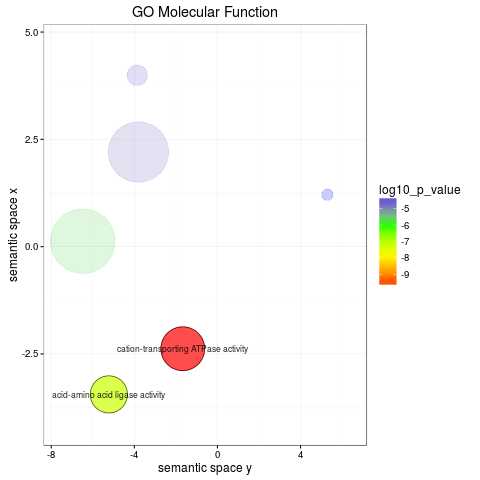 GO Molecular Function
5.0
2.5
0.0
-2.5
semantic space x
cation-transporting ATPase activity
acid-amino acid ligase activity
-8
-4
0
4
semantic space y
log10_p_value
-5
-6
-7
-8
-9